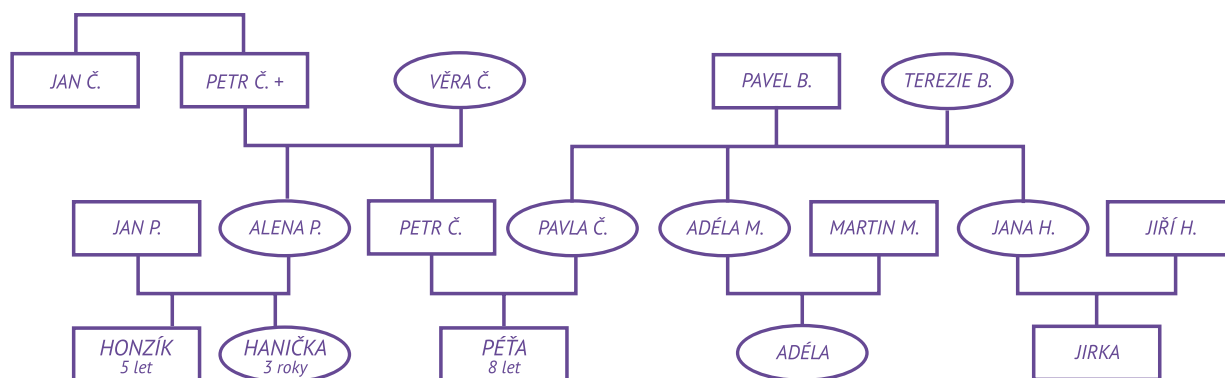 JAN Č.
PETR Č. +
VĚRA Č.
PAVEL B.
TEREZIE B.
JAN P.
ALENA P.
PETR Č.
PAVLA Č.
ADÉLA M.
MARTIN M.
JANA H.
JIŘÍ H.
HONZÍK
5 let
HANIČKA
3 roky
PÉŤA
8 let
ADÉLA
JIRKA